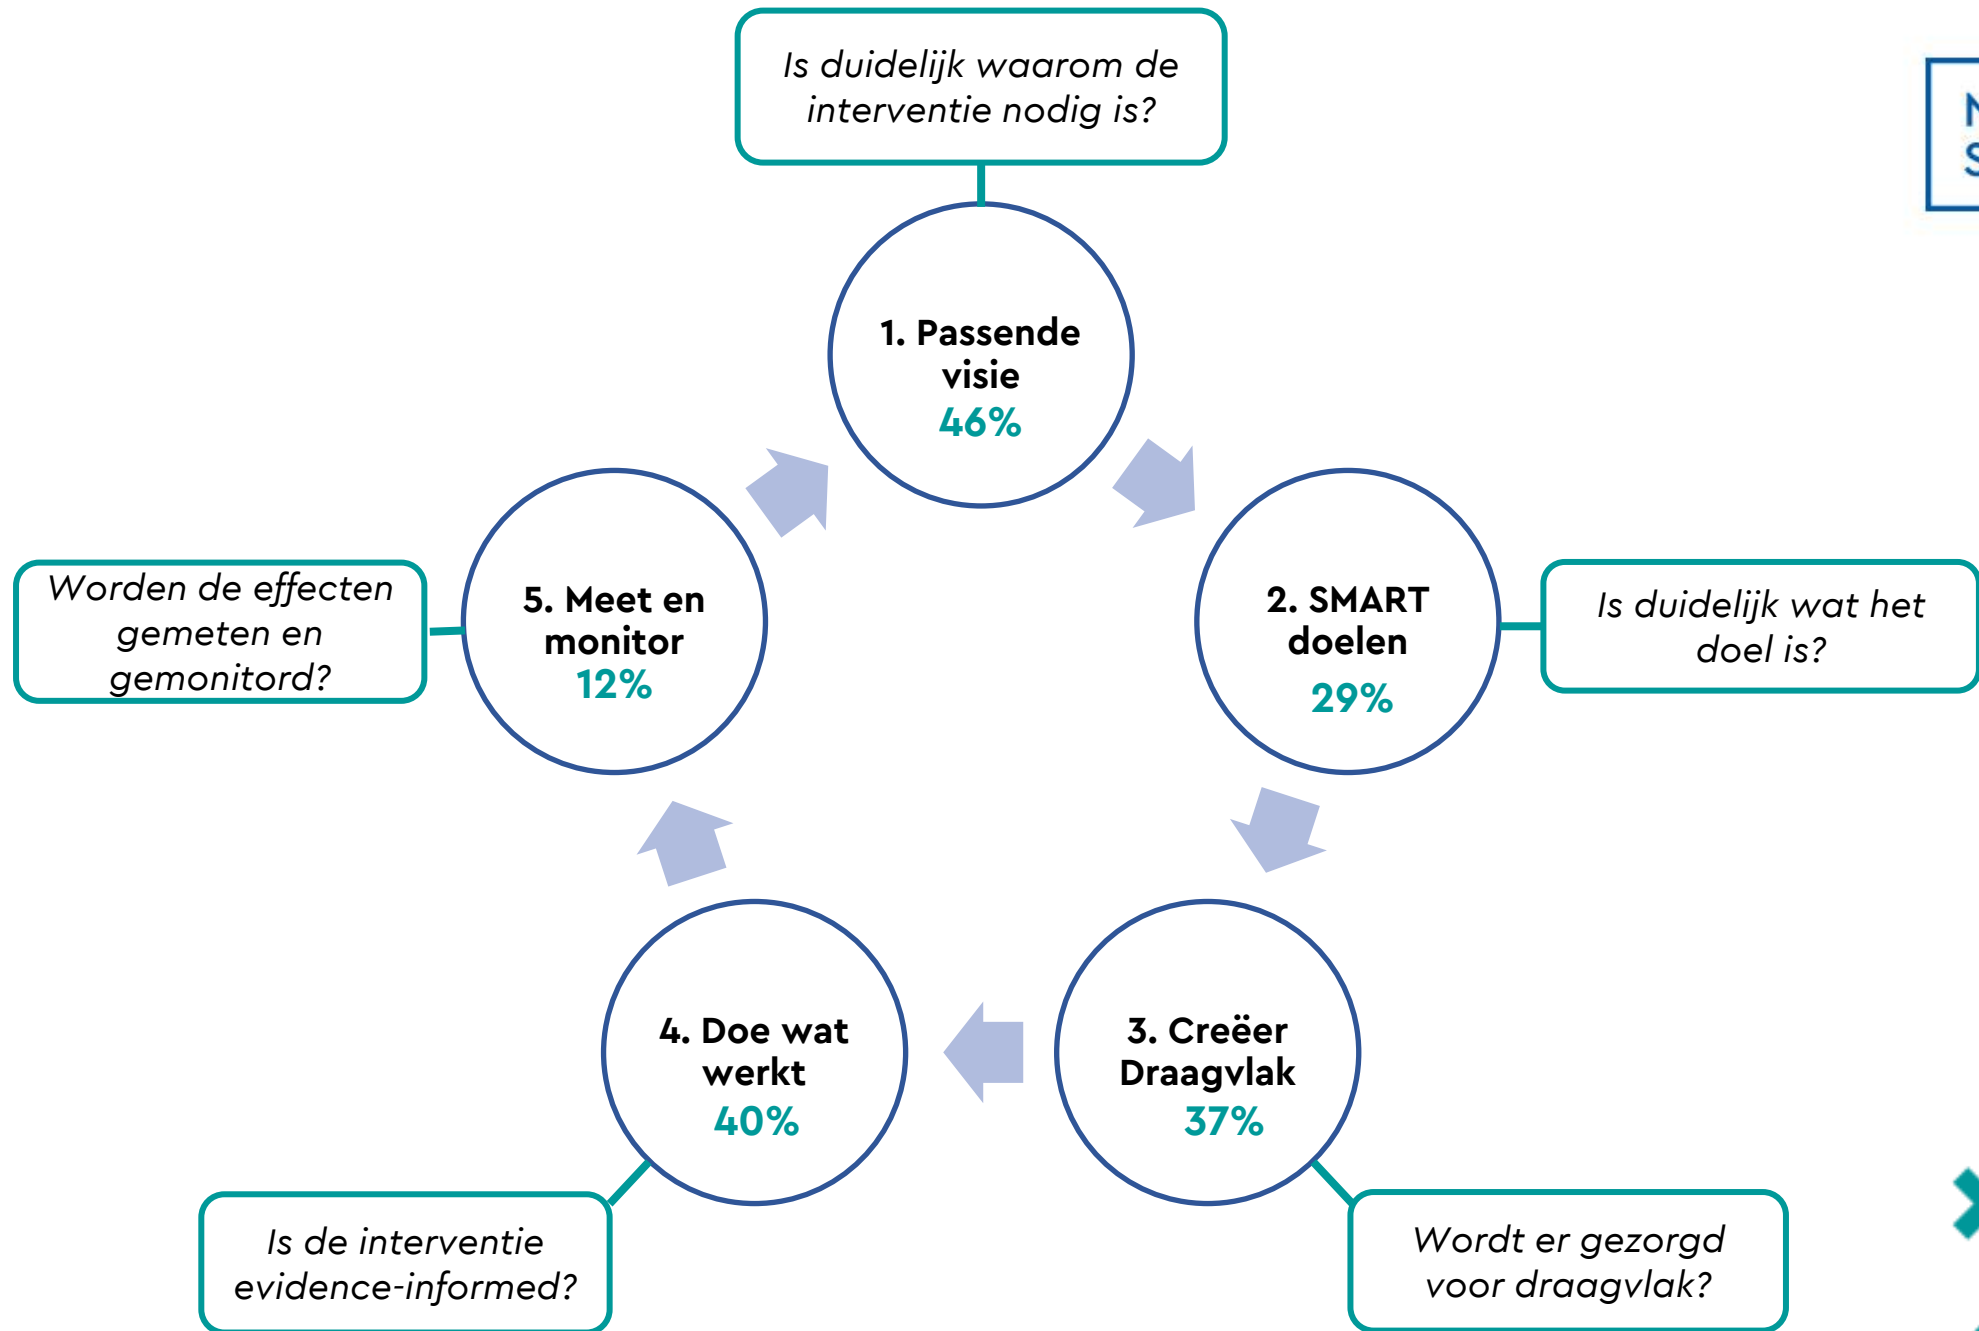 Is duidelijk waarom de
interventie nodig is?
N
S
1. Passende
visie
46%
2. SMART
doelen
29%
Is duidelijk wat het
doel is?
3. Creëer
Draagvlak
37%
Wordt er gezorgd
voor draagvlak?
4. Doe wat
werkt
40%
Is de interventie
evidence-informed?
5. Meet en
monitor
12%
Worden de effecten
gemeten en
gemonitord?